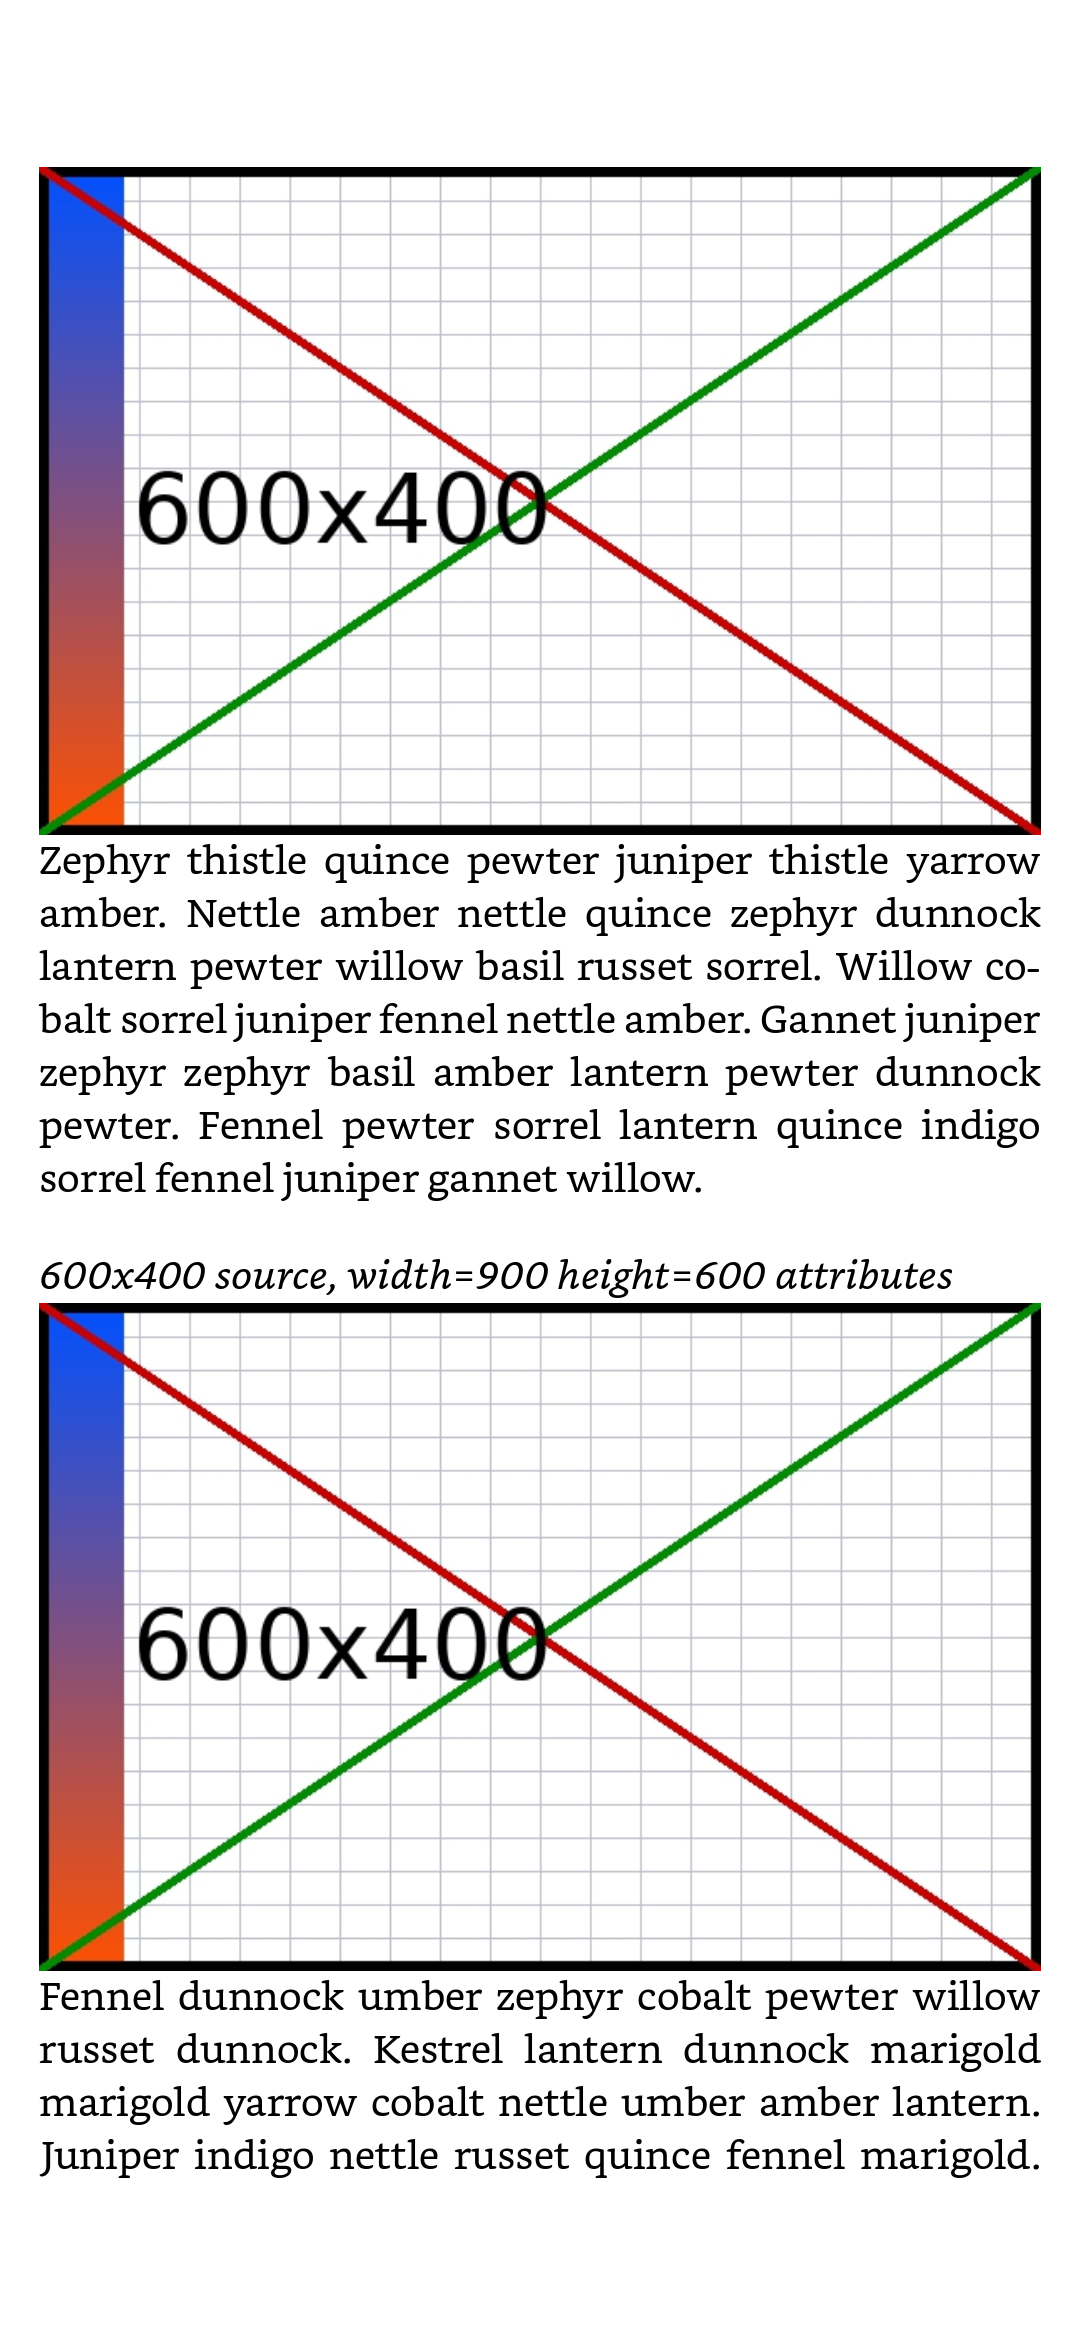 600x400
Zephyr thistle quince pewter juniper thistle yarrow
amber. Nettle amber nettle quince zephyr dunnock
lantern pewter willow basil russet sorrel. Willow co-
balt sorrel juniper fennel nettle amber. Gannet juniper
zephyr zephyr basil amber lantern pewter dunnock
pewter. Fennel pewter sorrel lantern quince indigo
sorrel fennel juniper gannet willow.
600x400 source, width=900 height=600 attributes
600x400
Fennel dunnock umber zephyr cobalt pewter willow
russet dunnock. Kestrel lantern dunnock marigold
marigold yarrow cobalt nettle umber amber lantern.
Juniper indigo nettle russet quince fennel marigold.